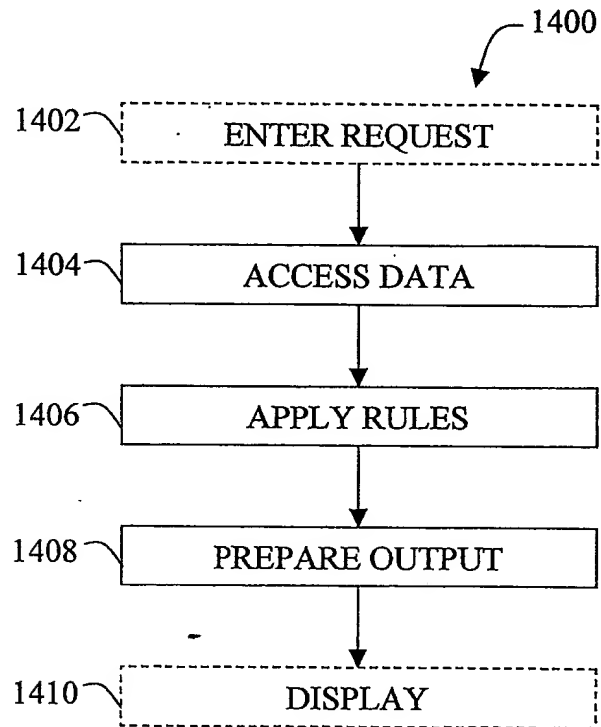 1400
1402 ENTER REQUEST
1404 ACCESS DATA
1406 APPLY RULES
1408 PREPARE OUTPUT
1410 DISPLAY